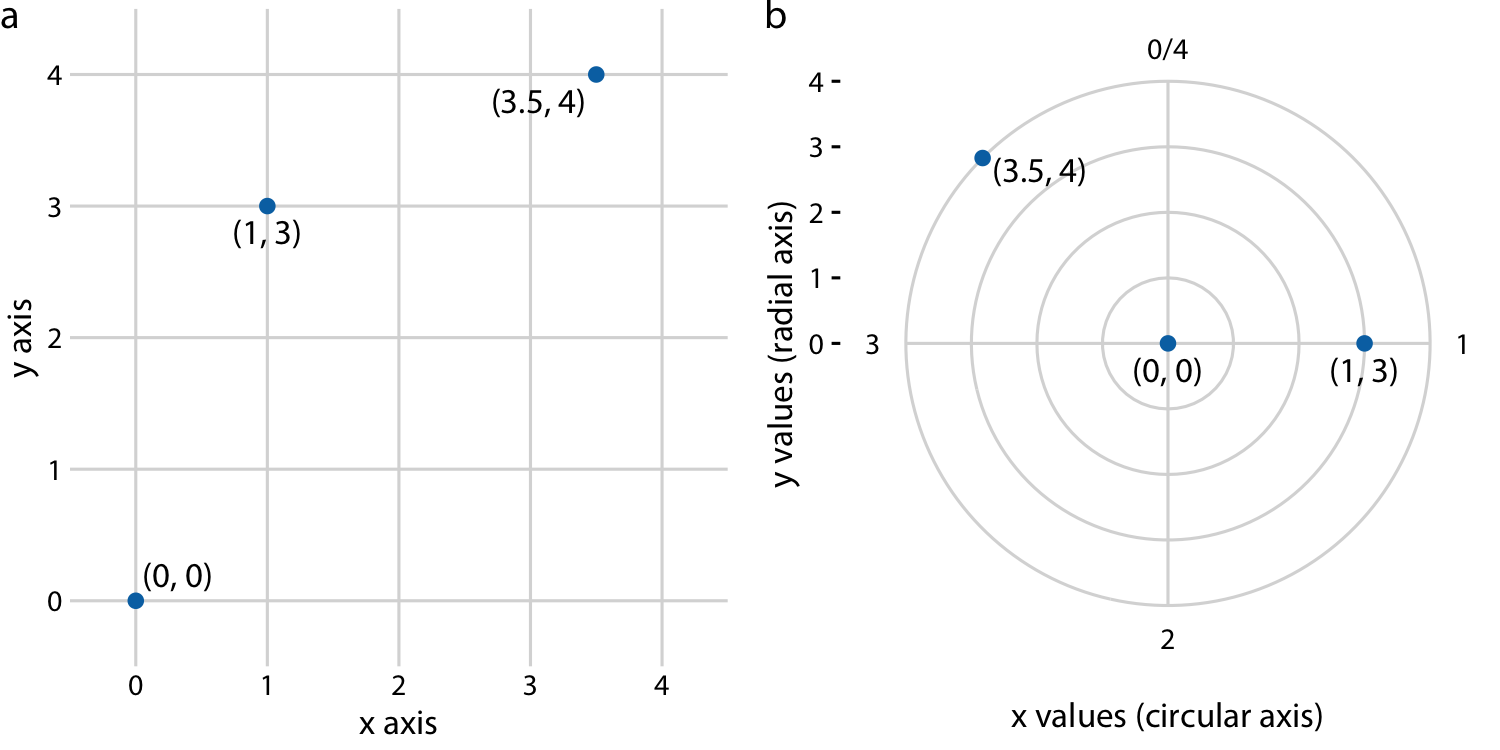 a
4
(3.5, 4)
3
(1, 3)
y axis
2
1
(0, 0)
0
0 1 2 3 4
x axis
b
0/4
4
3
(3.5, 4)
2
1
y values (radial axis)
0
3
1
(0, 0)
(1, 3)
2
x values (circular axis)